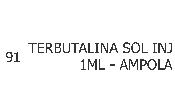 91 TERBUTALINA SOL INJ
1ML - AMPOLA